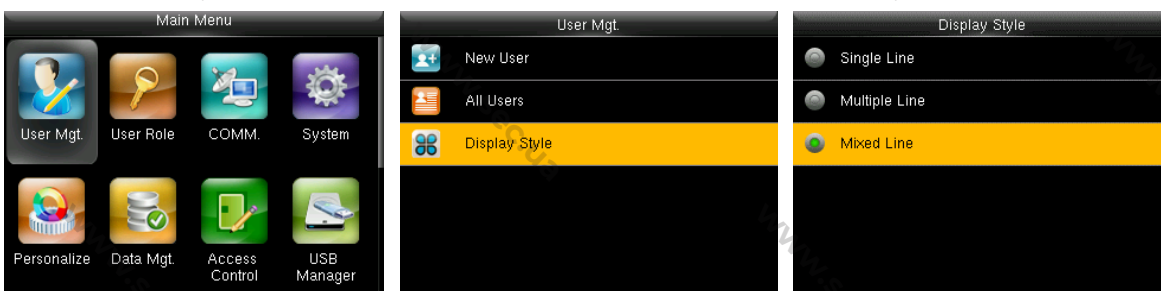 Main Menu
User Mgt.
User Role
COMM.
System
Personalize
Data Mgt.
Access
Control
USB
Manager
User Mgt.
New User
All Users
Display Style
Display Style
Single Line
Multiple Line
Mixed Line